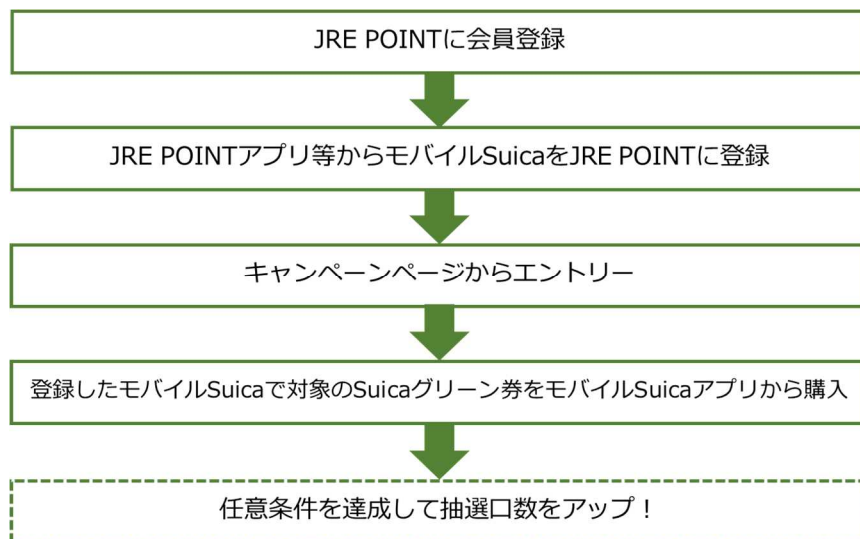 JRE POINTに会員登録
JRE POINTアプリ等からモバイルSuicaをJRE POINTに登録
キャンペーンページからエントリー
登録したモバイルSuicaで対象のSuicaグリーン券をモバイルSuicaアプリから購入
任意条件を達成して抽選口数をアップ！